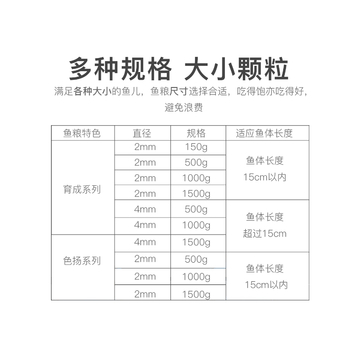 多种规格 大小颗粒
满足各种大小的鱼儿，鱼粮尺寸选择合适，吃得饱亦吃得好，
避免浪费
鱼粮特色 直径 规格 适应鱼体长度
2mm 150g
2mm 500g 鱼体长度
2mm 1000g 15cm以内
育成系列 2mm 1500g
4mm 500g 鱼体长度
4mm 1000g 超过15cm
4mm 1500g
色扬系列 2mm 500g 鱼体长度
2mm 1000g 15cm以内
2mm 1500g